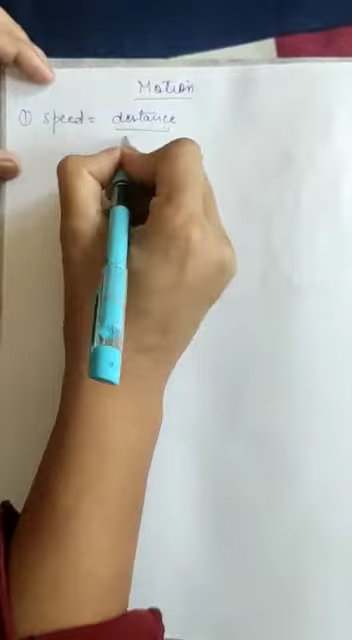 Motion
① speed = distance